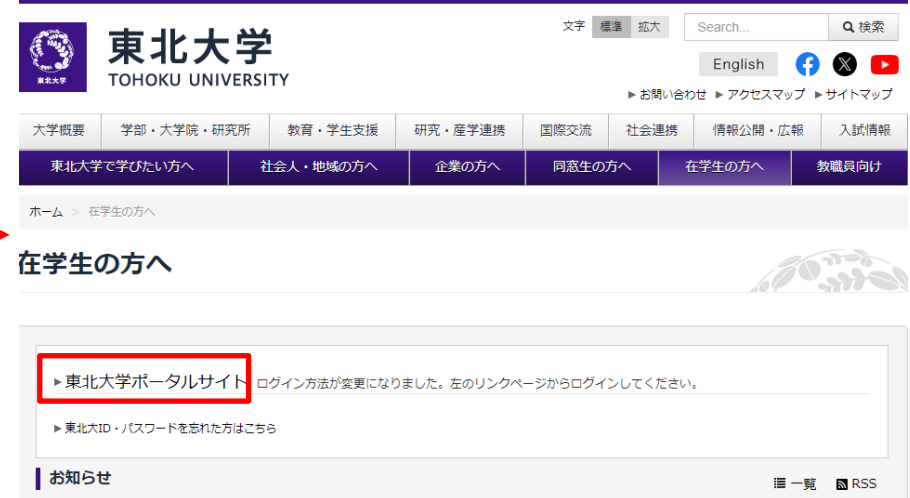 文字 標準 拡大 Search... 検索
東北大学
TOHOKU UNIVERSITY
東北大学
English
▶お問い合わせ ▶アクセスマップ ▶サイトマップ
大学概要 学部・大学院・研究所 教育・学生支援 研究・産学連携 国際交流 社会連携 情報公開・広報 入試情報
東北大学で学びたい方へ 社会人・地域の方へ 企業の方へ 同窓生の方へ 在学生の方へ 教職員向け
ホーム > 在学生の方へ
在学生の方へ
▶東北大学ポータルサイト ログイン方法が変更になりました。左のリンクページからログインしてください。
▶東北大ID・パスワードを忘れた方はこちら
お知らせ 一覧 RSS